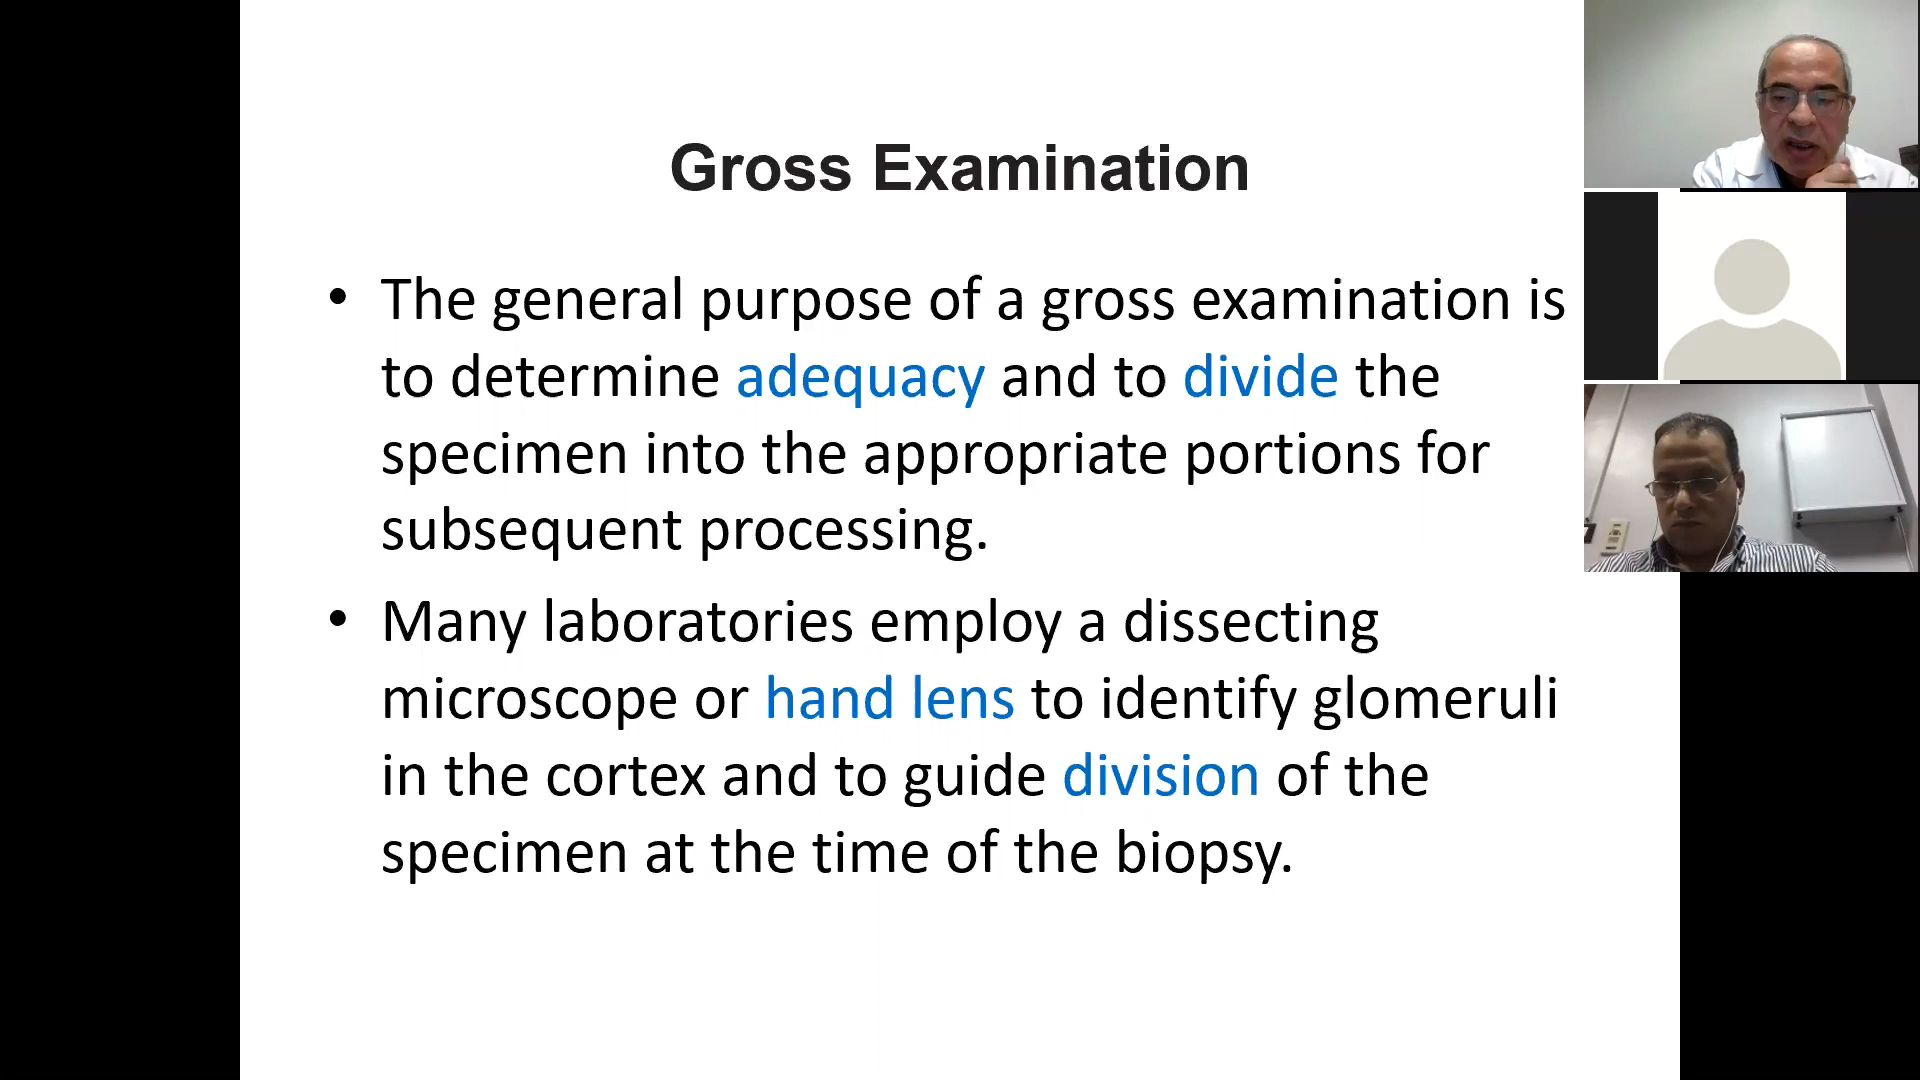 Gross Examination
• The general purpose of a gross examination is
to determine adequacy and to divide the
specimen into the appropriate portions for
subsequent processing.
• Many laboratories employ a dissecting
microscope or hand lens to identify glomeruli
in the cortex and to guide division of the
specimen at the time of the biopsy.